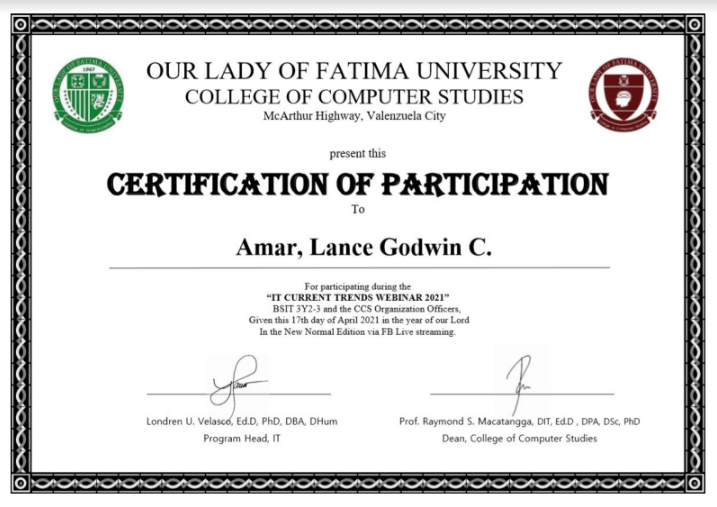 OUR LADY OF FATIMA UNIVERSITY
COLLEGE OF COMPUTER STUDIES
McArthur Highway, Valenzuela City
1967
present this
CERTIFICATION OF PARTICIPATION
To
Amar, Lance Godwin C.
For participating during the
“IT CURRENT TRENDS WEBINAR 2021”
BSIT 3Y2-3 and the CCS Organization Officers,
Given this 17th day of April 2021 in the year of our Lord
In the New Normal Edition via FB Live streaming.
Londren U. Velasco, Ed.D, PhD, DBA, DHum
Program Head, IT
Prof. Raymond S. Macatangga, DIT, Ed.D , DPA, DSc, PhD
Dean, College of Computer Studies